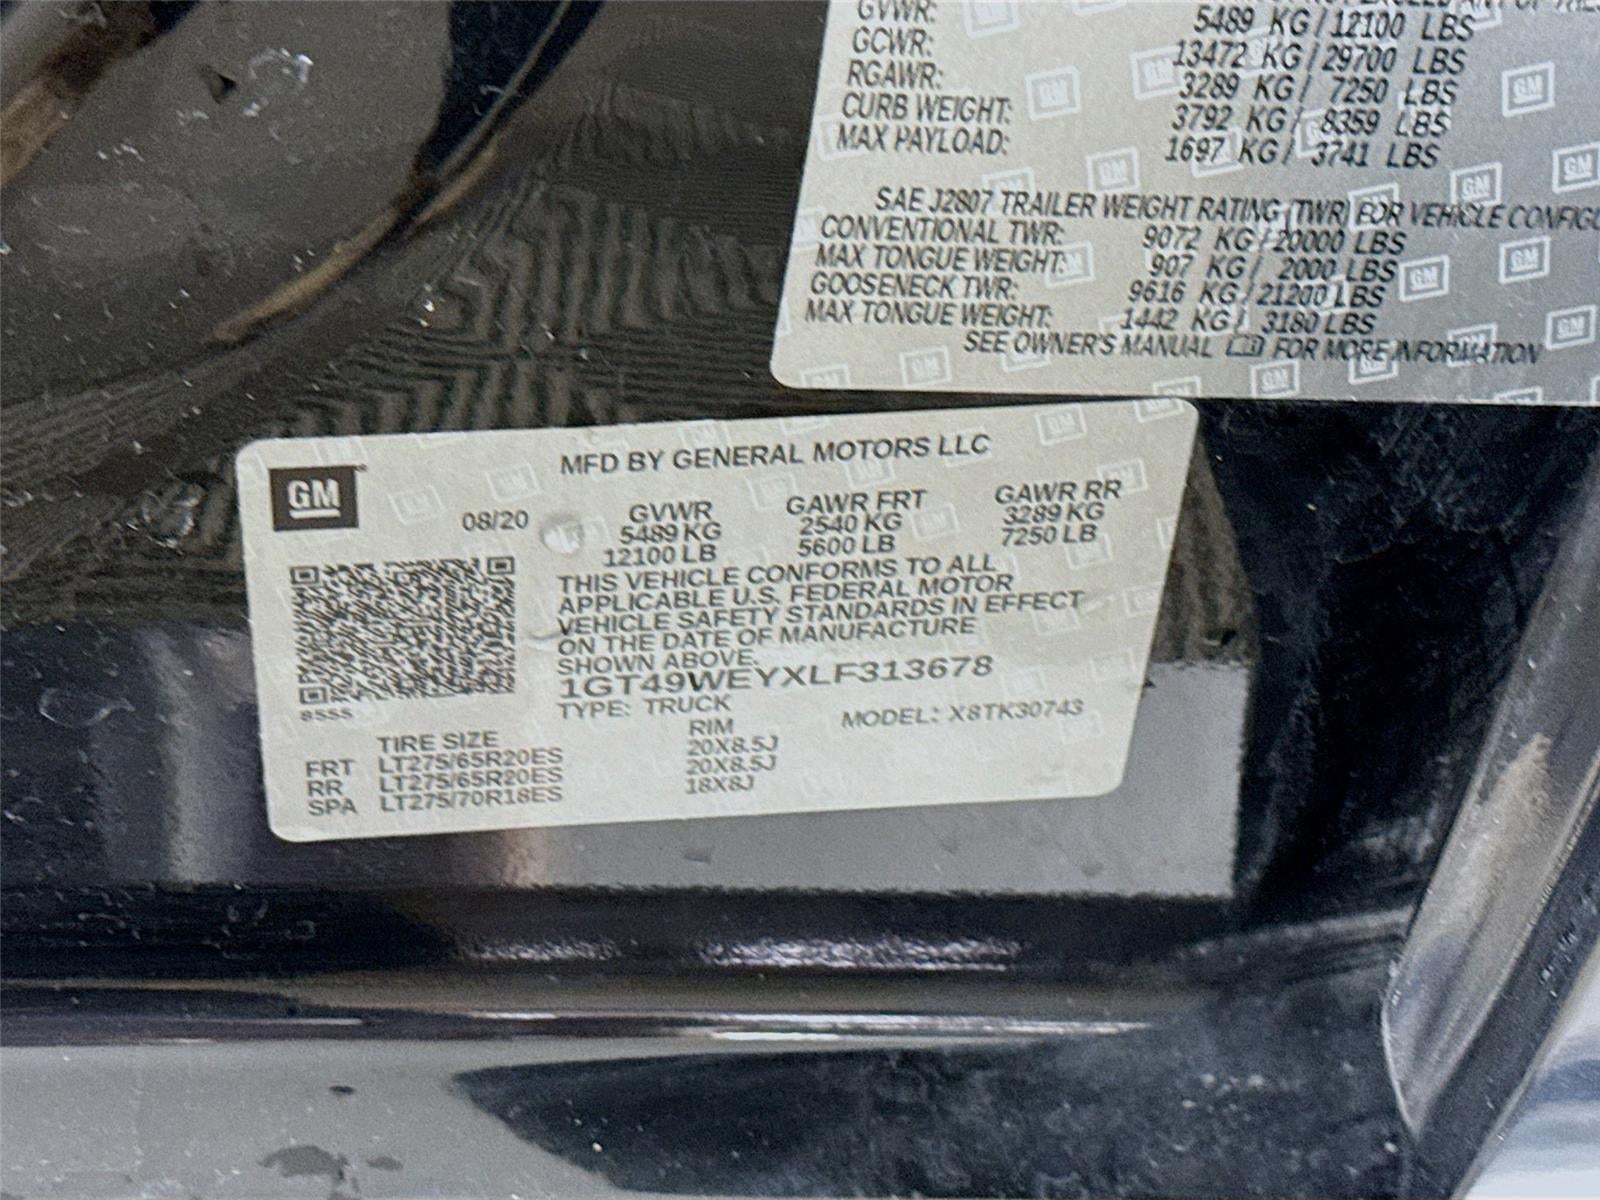 GVWR: 5489 KG/12100 LBS
GCWR: 13472 KG/29700 LBS
RGAWR: 3289 KG/ 7250 LBS
CURB WEIGHT: 3792 KG/ 8359 LBS
MAX PAYLOAD: 1697 KG/ 3741 LBS
SAE J2807 TRAILER WEIGHT RATING (TWR) FOR VEHICLE
CONVENTIONAL TWR: 9072 KG/20000 LBS
MAX TONGUE WEIGHT: 907 KG/ 2000 LBS
GOOSENECK TWR: 9616 KG/21200 LBS
MAX TONGUE WEIGHT: 1442 KG/ 3180 LBS
SEE OWNER'S MANUAL FOR MORE INFORMATION
GM
MFD BY GENERAL MOTORS LLC
08/20
GVWR GAWR FRT GAWR RR
5489 KG 2540 KG 3289 KG
12100 LB 5600 LB 7250 LB
THIS VEHICLE CONFORMS TO ALL
APPLICABLE U.S. FEDERAL MOTOR
VEHICLE SAFETY STANDARDS IN EFFECT
ON THE DATE OF MANUFACTURE
SHOWN ABOVE.
1GT49WEYXLF313678
8555
TYPE: TRUCK MODEL: X8TK30743
TIRE SIZE RIM
FRT LT275/65R20ES 20X8.5J
RR LT275/65R20ES 20X8.5J
SPA LT275/70R18ES 18X8J